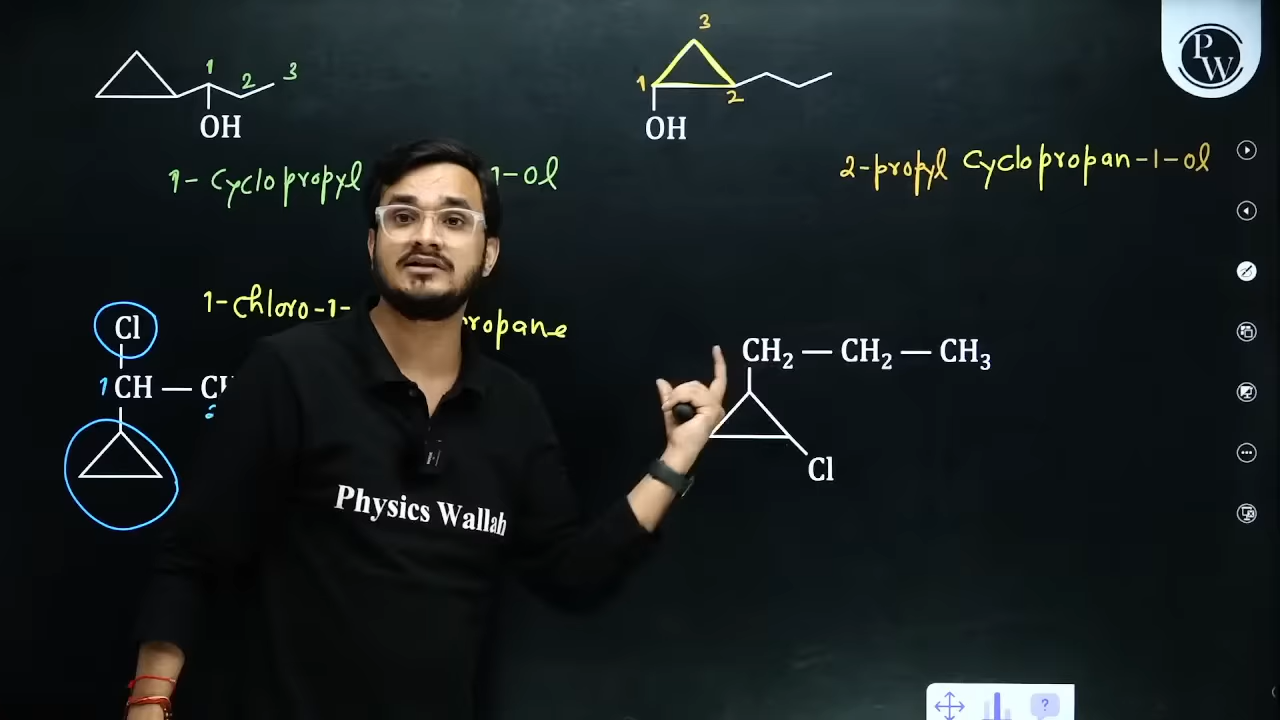 3
1 2 3
PW
1
2
OH
OH
1-Cyclopropyl 1-ol
2-propyl Cyclopropan-1-ol
1-Chloro-1- ropane
Cl
CH₂ — CH₂ — CH₃
1 CH —
Cl
Physics Wallah
?